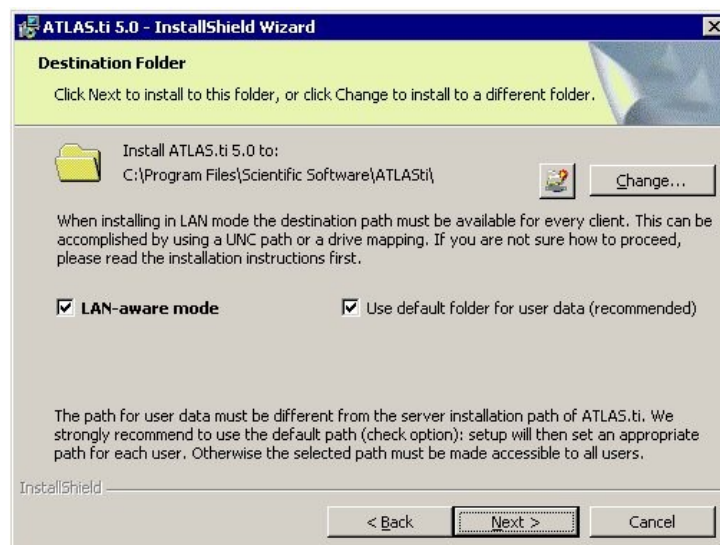 ATLAS.ti 5.0 - InstallShield Wizard
Destination Folder
Click Next to install to this folder, or click Change to install to a different folder.
Install ATLAS.ti 5.0 to:
C:\Program Files\Scientific Software\ATLASti\
Change...
When installing in LAN mode the destination path must be available for every client. This can be
accomplished by using a UNC path or a drive mapping. If you are not sure how to proceed,
please read the installation instructions first.
LAN-aware mode
Use default folder for user data (recommended)
The path for user data must be different from the server installation path of ATLAS.ti. We
strongly recommend to use the default path (check option): setup will then set an appropriate
path for each user. Otherwise the selected path must be made accessible to all users.
InstallShield
< Back
Next >
Cancel